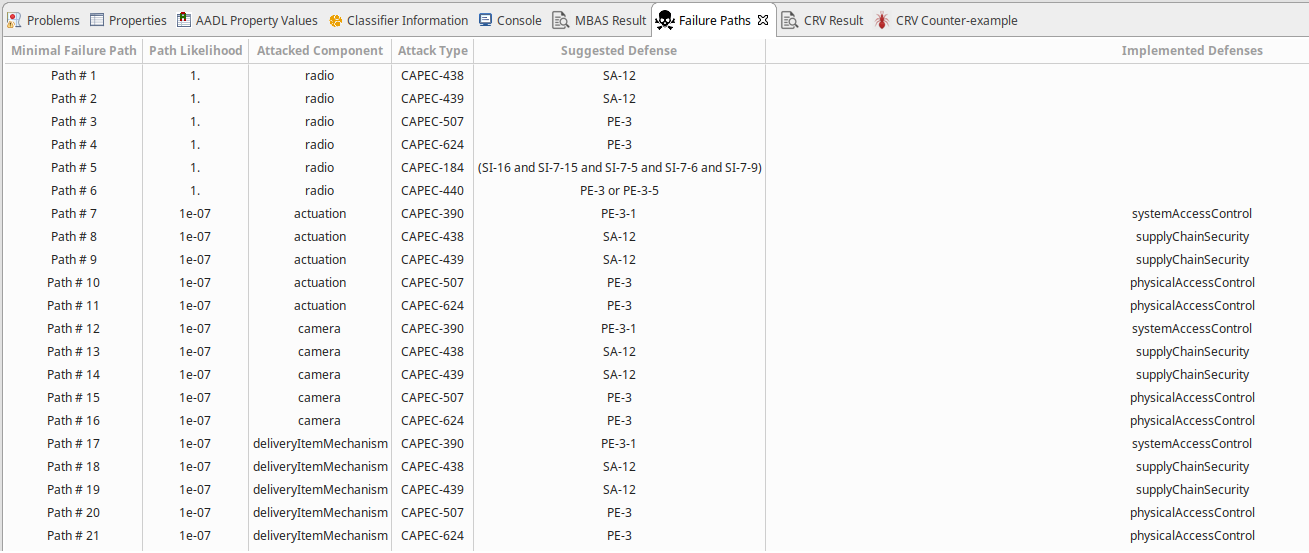 Problems Properties AADL Property Values Classifier Information Console MBAS Result Failure Paths CRV Result CRV Counter-example
Minimal Failure Path Path Likelihood Attacked Component Attack Type Suggested Defense Implemented Defenses
Path # 1 1. radio CAPEC-438 SA-12
Path # 2 1. radio CAPEC-439 SA-12
Path # 3 1. radio CAPEC-507 PE-3
Path # 4 1. radio CAPEC-624 PE-3
Path # 5 1. radio CAPEC-184 (SI-16 and SI-7-15 and SI-7-5 and SI-7-6 and SI-7-9)
Path # 6 1. radio CAPEC-440 PE-3 or PE-3-5
Path # 7 1e-07 actuation CAPEC-390 PE-3-1 systemAccessControl
Path # 8 1e-07 actuation CAPEC-438 SA-12 supplyChainSecurity
Path # 9 1e-07 actuation CAPEC-439 SA-12 supplyChainSecurity
Path # 10 1e-07 actuation CAPEC-507 PE-3 physicalAccessControl
Path # 11 1e-07 actuation CAPEC-624 PE-3 physicalAccessControl
Path # 12 1e-07 camera CAPEC-390 PE-3-1 systemAccessControl
Path # 13 1e-07 camera CAPEC-438 SA-12 supplyChainSecurity
Path # 14 1e-07 camera CAPEC-439 SA-12 supplyChainSecurity
Path # 15 1e-07 camera CAPEC-507 PE-3 physicalAccessControl
Path # 16 1e-07 camera CAPEC-624 PE-3 physicalAccessControl
Path # 17 1e-07 deliveryItemMechanism CAPEC-390 PE-3-1 systemAccessControl
Path # 18 1e-07 deliveryItemMechanism CAPEC-438 SA-12 supplyChainSecurity
Path # 19 1e-07 deliveryItemMechanism CAPEC-439 SA-12 supplyChainSecurity
Path # 20 1e-07 deliveryItemMechanism CAPEC-507 PE-3 physicalAccessControl
Path # 21 1e-07 deliveryItemMechanism CAPEC-624 PE-3 physicalAccessControl